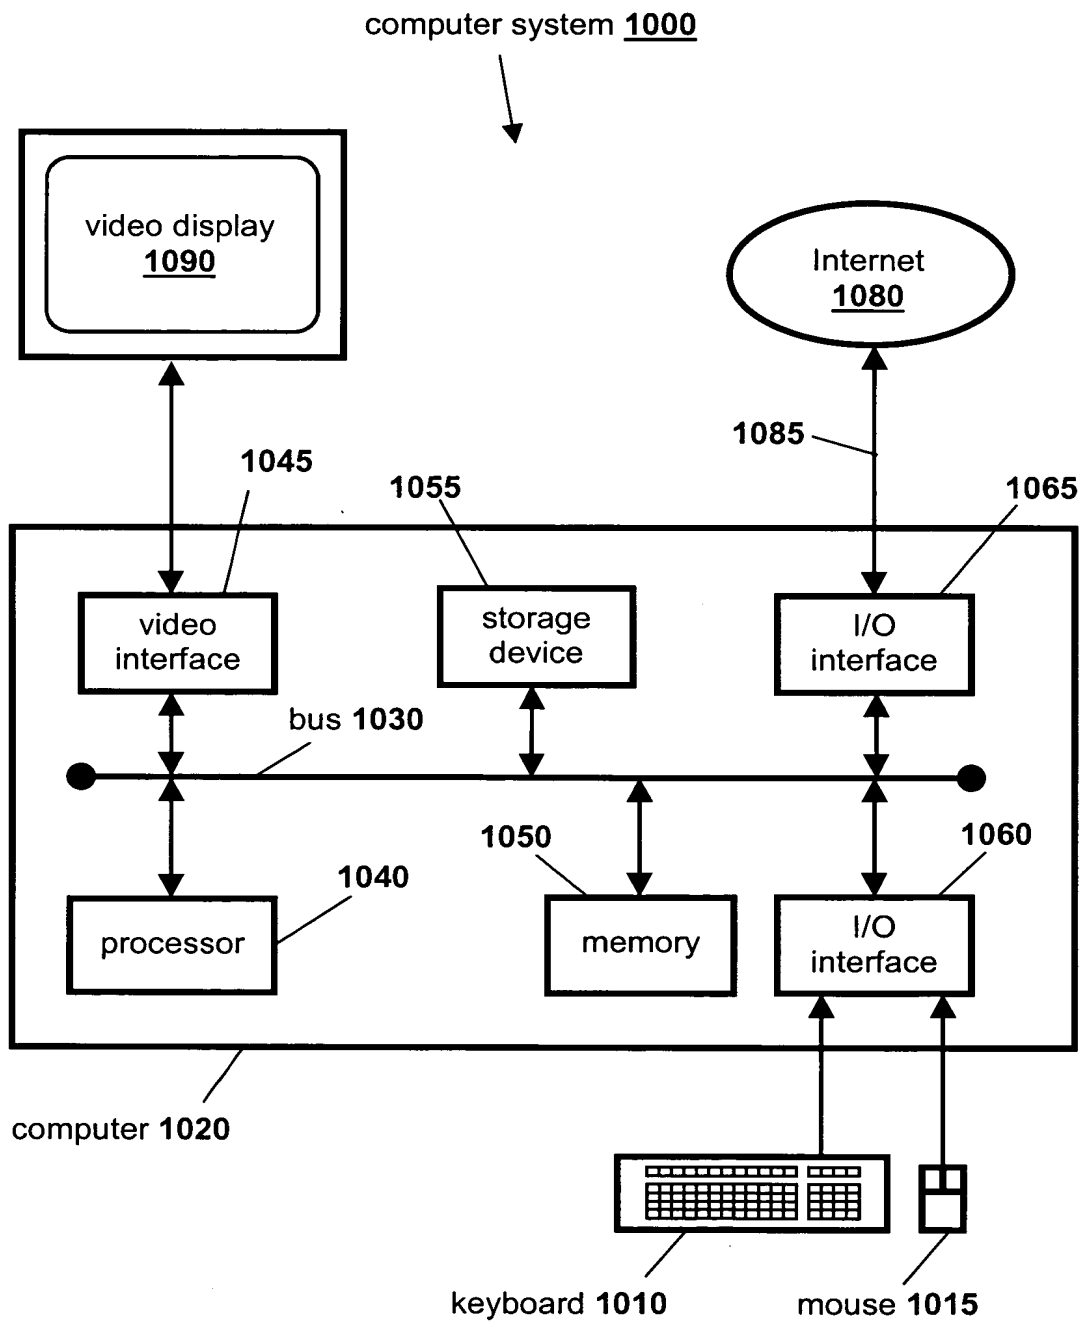 computer system 1000
video display
1090
Internet
1080
1085
1045
1055
1065
video
interface
storage
device
I/O
interface
bus 1030
1050
1060
1040
processor
memory
I/O
interface
computer 1020
keyboard 1010
mouse 1015